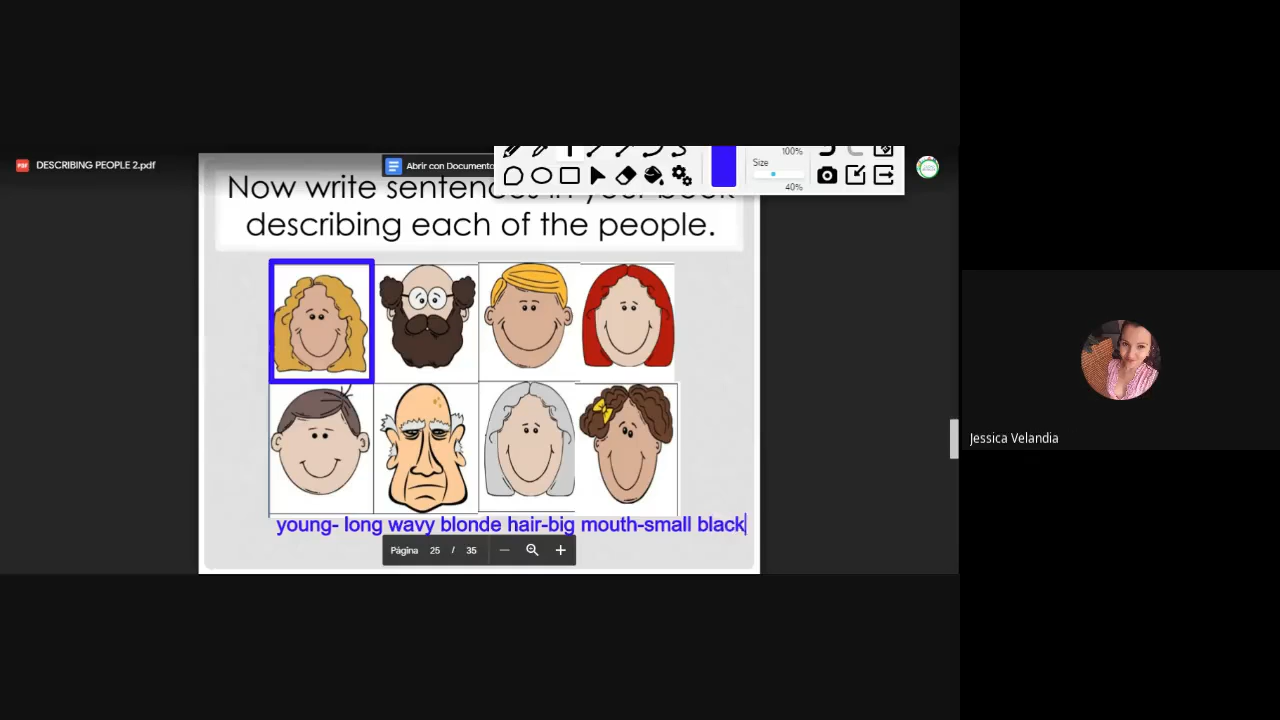 DESCRIBING PEOPLE 2.pdf
Abrir con Documento
100%
Size
40%
Now write sentences in your book
describing each of the people.
young- long wavy blonde hair-big mouth-small black
Página 25 / 35
Jessica Velandia